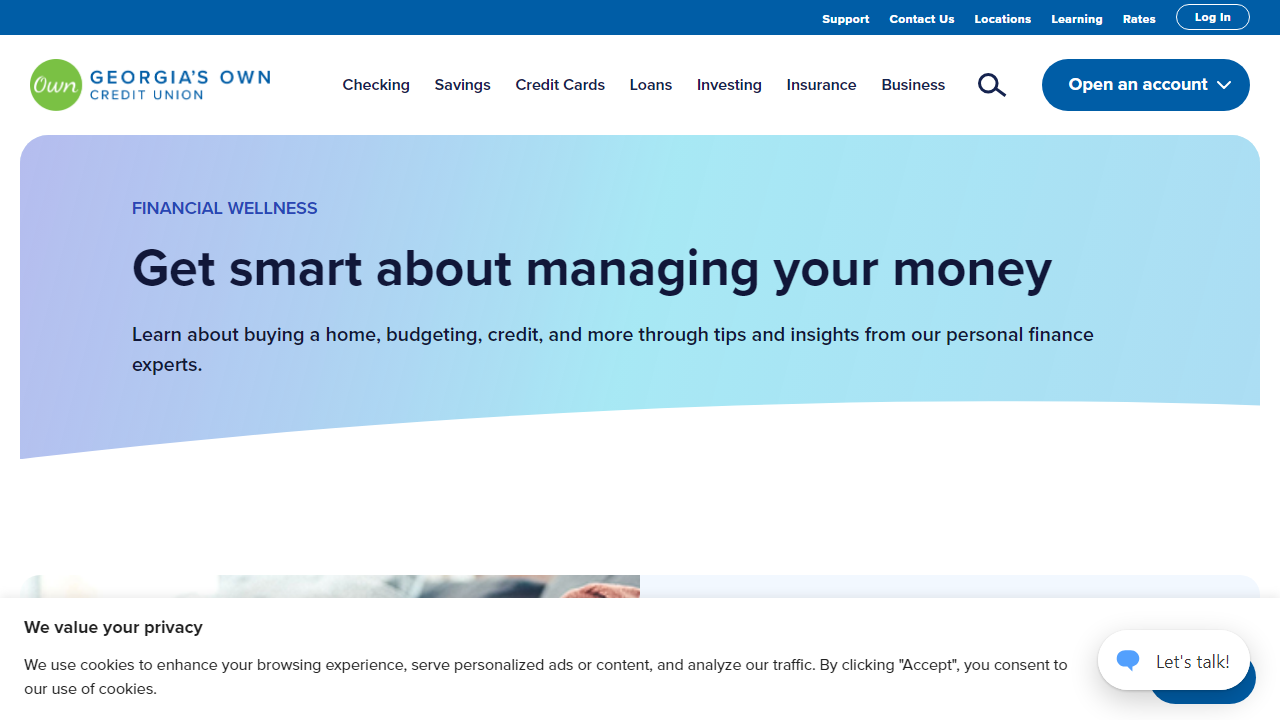 Support Contact Us Locations Learning Rates Log In
Own GEORGIA'S OWN
CREDIT UNION
Checking Savings Credit Cards Loans Investing Insurance Business Open an account
FINANCIAL WELLNESS
Get smart about managing your money
Learn about buying a home, budgeting, credit, and more through tips and insights from our personal finance
experts.
We value your privacy
We use cookies to enhance your browsing experience, serve personalized ads or content, and analyze our traffic. By clicking "Accept", you consent to
our use of cookies.
Let's talk!